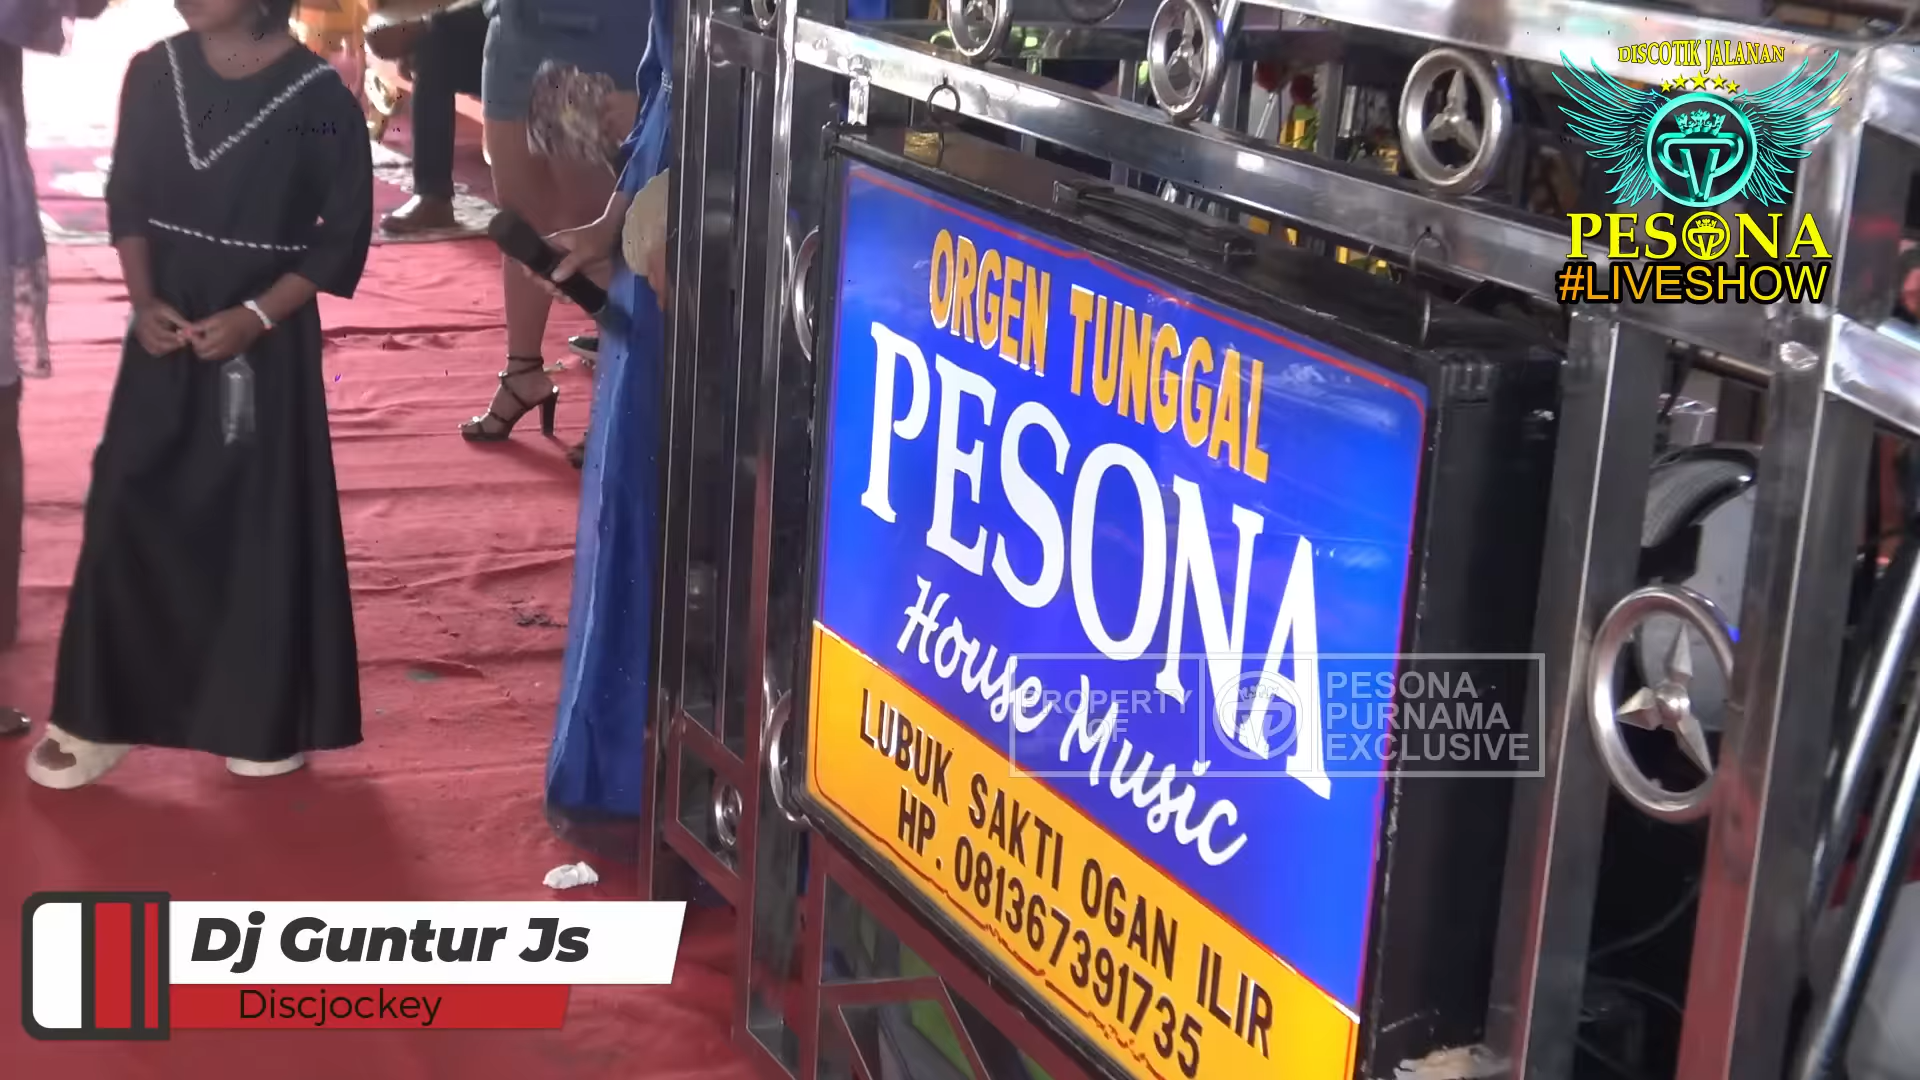 DISCOTIK JALANAN
PESONA
#LIVESHOW
ORGEN TUNGGAL
PESONA
House Music
LUBUK SAKTI OGAN ILIR
HP. 081367391735
PROPERTY
OF
PESONA
PURNAMA
EXCLUSIVE
Dj Guntur Js
Discjockey